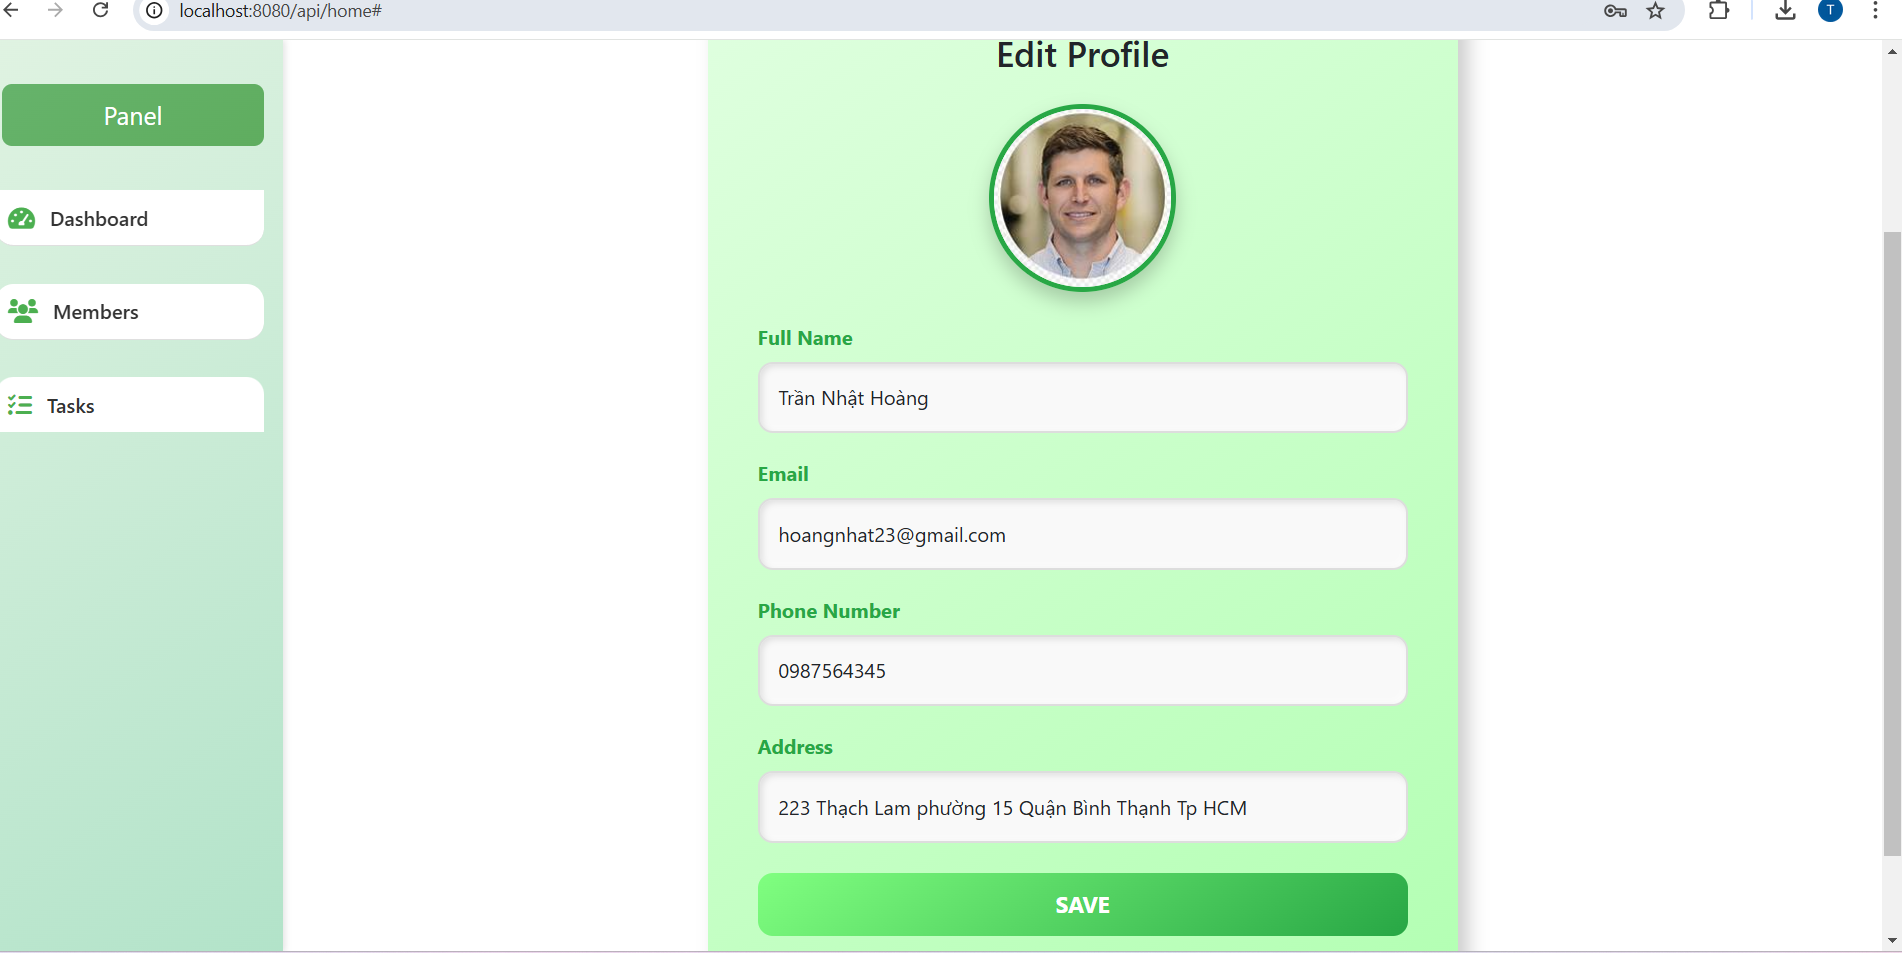 localhost:8080/api/home#
T
Panel
Dashboard
Members
Tasks
Edit Profile
Full Name
Trần Nhật Hoàng
Email
hoangnhat23@gmail.com
Phone Number
0987564345
Address
223 Thạch Lam phường 15 Quận Bình Thạnh Tp HCM
SAVE